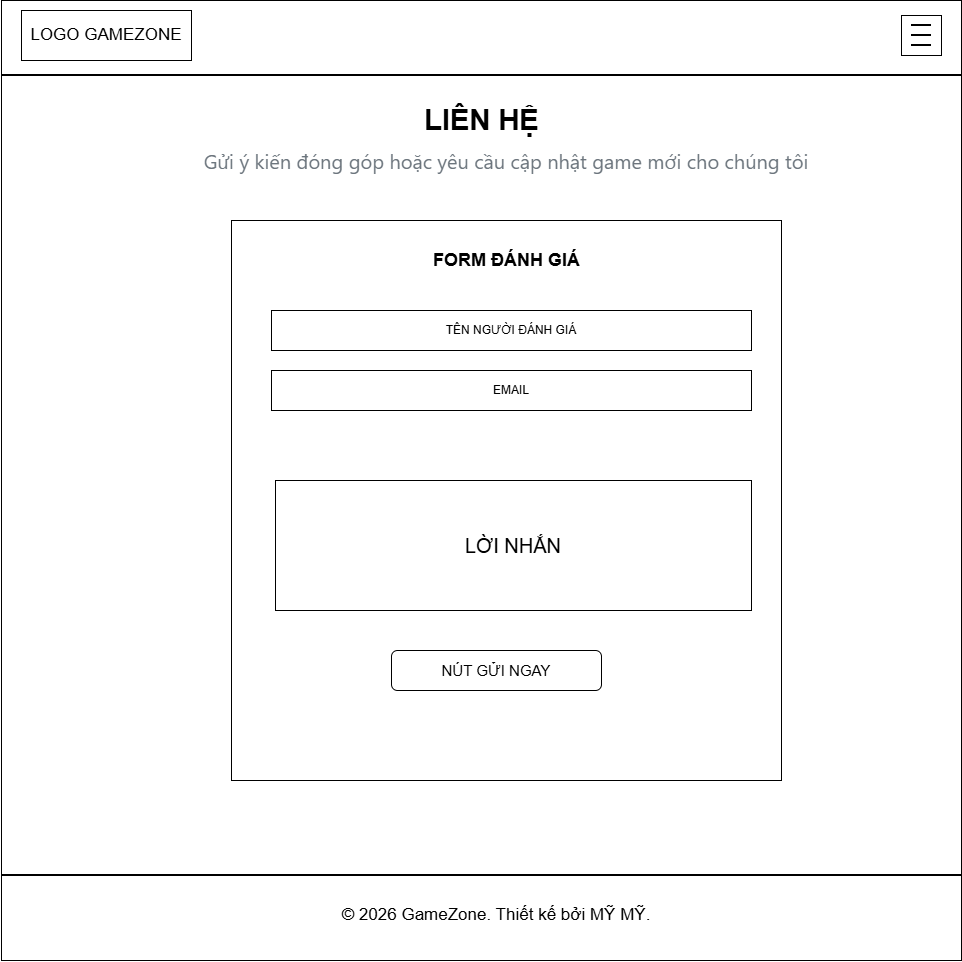 LOGO GAMEZONE
LIÊN HỆ
Gửi ý kiến đóng góp hoặc yêu cầu cập nhật game mới cho chúng tôi
FORM ĐÁNH GIÁ
TÊN NGƯỜI ĐÁNH GIÁ
EMAIL
LỜI NHẮN
NÚT GỬI NGAY
© 2026 GameZone. Thiết kế bởi MỸ MỸ.